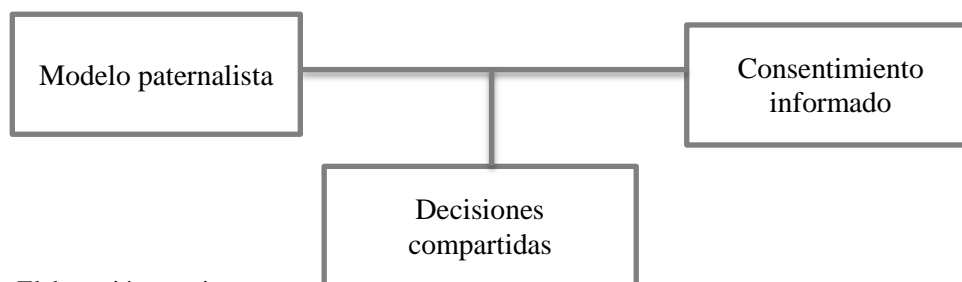 Modelo paternalista
Consentimiento
informado
Decisiones
compartidas